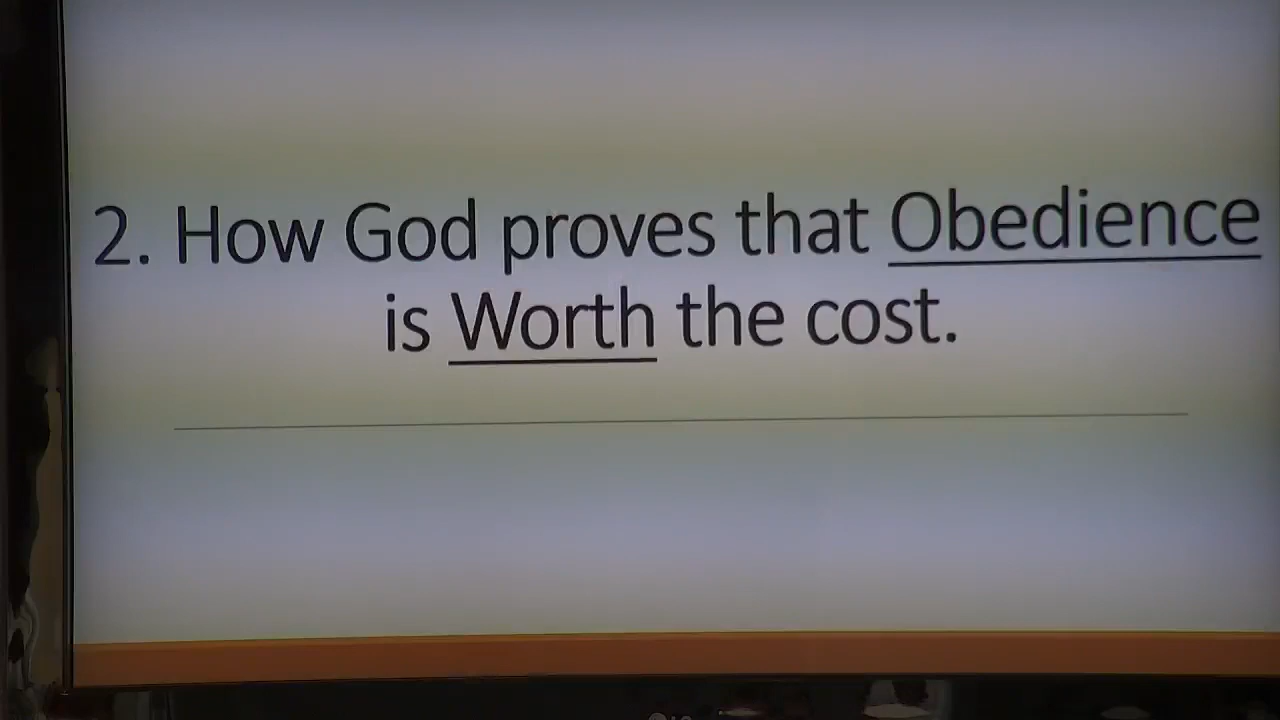 2. How God proves that Obedience
is Worth the cost.